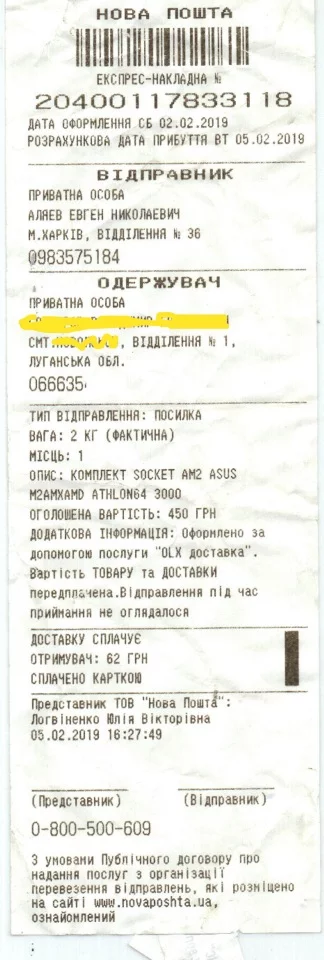 НОВА ПОШТА
ЕКСПРЕС-НАКЛАДНА №
20400117833118
ДАТА ОФОРМЛЕННЯ СБ 02.02.2019
РОЗРАХУНКОВА ДАТА ПРИБУТТЯ ВТ 05.02.2019
ВІДПРАВНИК
ПРИВАТНА ОСОБА
АЛЯЕВ ЕВГЕН НИКОЛАЕВИЧ
М.ХАРКІВ, ВІДДІЛЕННЯ № 36
0983575184
ОДЕРЖУВАЧ
ПРИВАТНА ОСОБА
СМТ. , ВІДДІЛЕННЯ № 1,
ЛУГАНСЬКА ОБЛ.
066635
ТИП ВІДПРАВЛЕННЯ: ПОСИЛКА
ВАГА: 2 КГ (ФАКТИЧНА)
МІСЦЬ: 1
ОПИС: КОМПЛЕКТ SOCKET AM2 ASUS
M2AMXAMD ATHLON64 3000
ОГОЛОШЕНА ВАРТІСТЬ: 450 ГРН
ДОДАТКОВА ІНФОРМАЦІЯ: Оформлено за
допомогою послуги "OLX доставка".
Вартість ТОВАРУ та ДОСТАВКИ
передплачена.Відправлення під час
приймання не оглядалося
ДОСТАВКУ СПЛАЧУЄ
ОТРИМУВАЧ: 62 ГРН
СПЛАЧЕНО КАРТКОЮ
Представник ТОВ "Нова Пошта":
Логвіненко Юлія Вікторівна
05.02.2019 16:27:49
(Представник) (Відправник)
0-800-500-609
З умовами Публічного договору про
надання послуг з організації
перевезення відправлень, які розміщено
на сайті www.novaposhta.ua,
ознайомлений